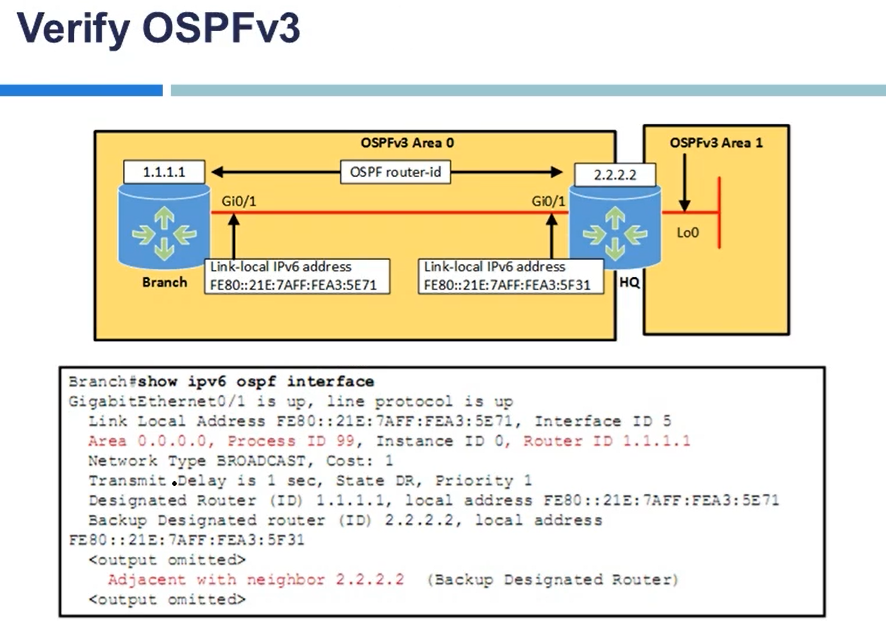 Verify OSPFv3
OSPFv3 Area 0
OSPFv3 Area 1
1.1.1.1
OSPF router-id
2.2.2.2
Gi0/1
Gi0/1
Lo0
Link-local IPv6 address
FE80::21E:7AFF:FEA3:5E71
Link-local IPv6 address
FE80::21E:7AFF:FEA3:5F31
Branch
HQ
Branch#show ipv6 ospf interface
GigabitEthernet0/1 is up, line protocol is up
Link Local Address FE80::21E:7AFF:FEA3:5E71, Interface ID 5
Area 0.0.0.0, Process ID 99, Instance ID 0, Router ID 1.1.1.1
Network Type BROADCAST, Cost: 1
Transmit Delay is 1 sec, State DR, Priority 1
Designated Router (ID) 1.1.1.1, local address FE80::21E:7AFF:FEA3:5E71
Backup Designated router (ID) 2.2.2.2, local address
FE80::21E:7AFF:FEA3:5F31
<output omitted>
Adjacent with neighbor 2.2.2.2 (Backup Designated Router)
<output omitted>